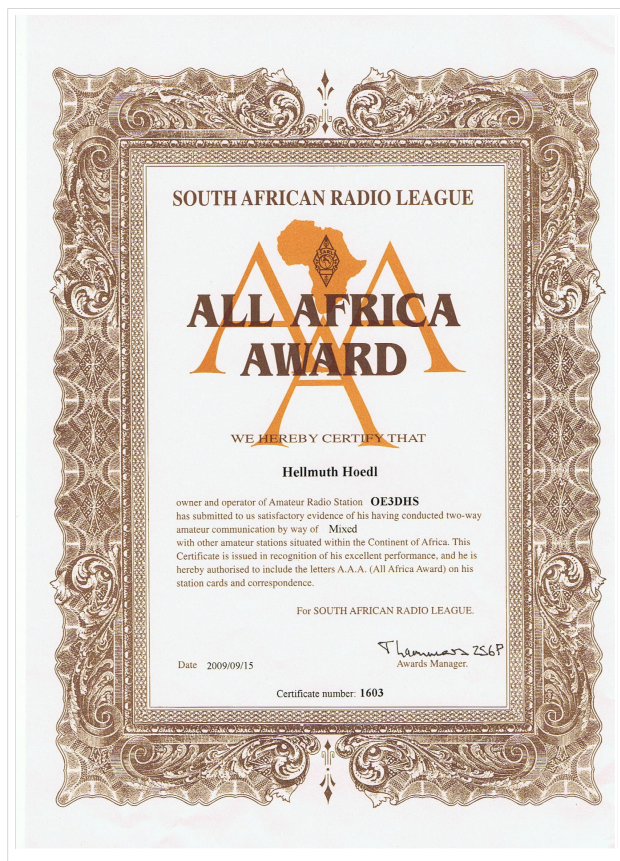 SOUTH AFRICAN RADIO LEAGUE
ALL AFRICA
AWARD
WE HEREBY CERTIFY THAT
Hellmuth Hoedl
owner and operator of Amateur Radio Station OE3DHS
has submitted to us satisfactory evidence of his having conducted two-way
amateur communication by way of Mixed
with other amateur stations situated within the Continent of Africa. This
Certificate is issued in recognition of his excellent performance, and he is
hereby authorised to include the letters A.A.A. (All Africa Award) on his
station cards and correspondence.
For SOUTH AFRICAN RADIO LEAGUE.
ZS6P
Date 2009/09/15 Awards Manager.
Certificate number: 1603